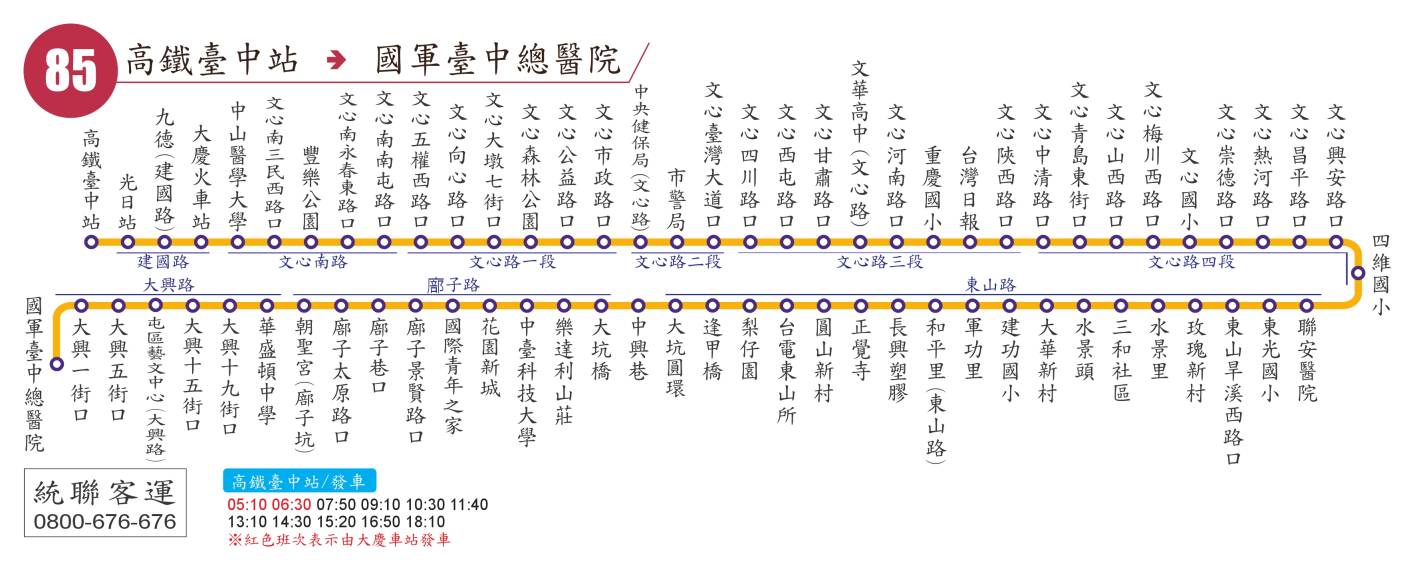 85
高鐵臺中站 ➔ 國軍臺中總醫院
高鐵臺中站
光日站
九德(建國路)
大慶火車站
中山醫學大學
文心南三民西路口
豐樂公園
文心南永春東路口
文心南南屯路口
文心五權西路口
文心向心路口
文心大墩七街口
文心森林公園
文心公益路口
文心市政路口
中央健保局(文心路)
市警局
文心臺灣大道口
文心四川路口
文心西屯路口
文心甘肅路口
文華高中(文心路)
文心河南路口
重慶國小
台灣日報
文心陝西路口
文心中清路口
文心青島東街口
文心山西路口
文心梅川西路口
文心國小
文心崇德路口
文心熱河路口
文心昌平路口
文心興安路口
四維國小
建國路
文心南路
文心路一段
文心路二段
文心路三段
文心路四段
大興路
廍子路
東山路
國軍臺中總醫院
大興一街口
大興五街口
屯區藝文中心(大興路)
大興十五街口
大興十九街口
華盛頓中學
朝聖宮(廍子坑)
廍子太原路口
廍子巷口
廍子景賢路口
國際青年之家
花園新城
中臺科技大學
樂達利山莊
大坑橋
中興巷
大坑圓環
逢甲橋
梨仔園
台電東山所
圓山新村
正覺寺
長興塑膠
和平里(東山路)
軍功里
建功國小
大華新村
水景頭
三和社區
水景里
玫瑰新村
東山旱溪西路口
東光國小
聯安醫院
統聯客運
0800-676-676
高鐵臺中站/發車
05:10 06:30 07:50 09:10 10:30 11:40
13:10 14:30 15:20 16:50 18:10
※紅色班次表示由大慶車站發車